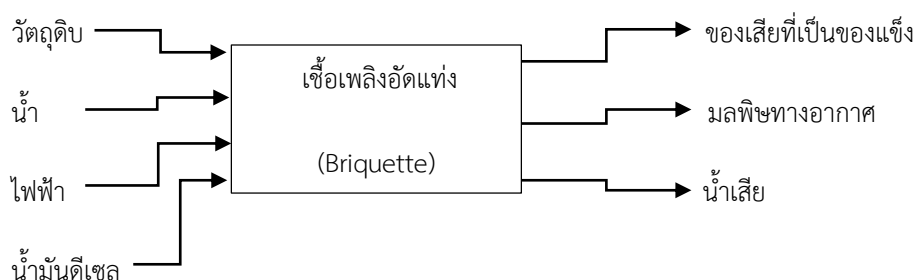 วัตถุดิบ
น้ำ
ไฟฟ้า
น้ำมันดีเซล
เชื้อเพลิงอัดแท่ง
(Briquette)
ของเสียที่เป็นของแข็ง
มลพิษทางอากาศ
น้ำเสีย